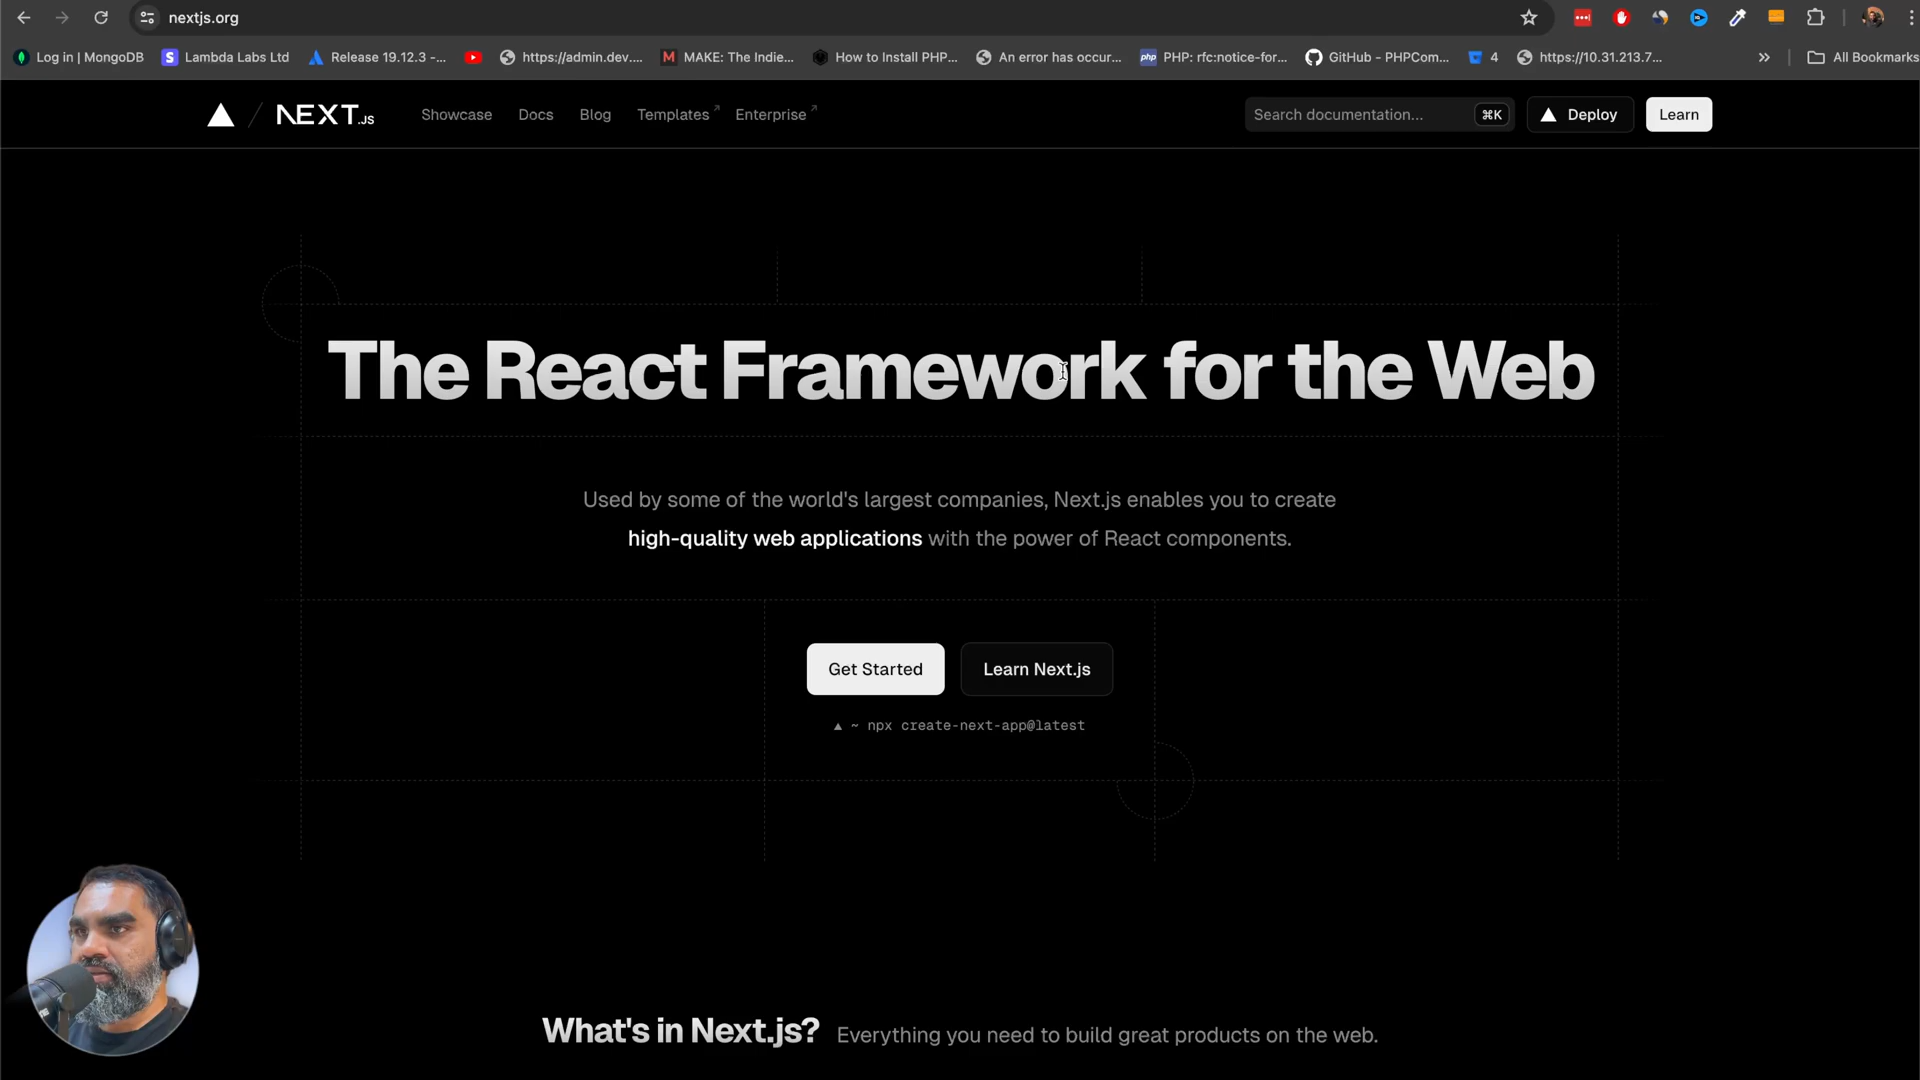 nextjs.org
Log in | MongoDB
S
Lambda Labs Ltd
Release 19.12.3 -...
https://admin.dev....
M
MAKE: The Indie...
How to Install PHP...
An error has occur...
php
PHP: rfc:notice-for...
GitHub - PHPCom...
4
https://10.31.213.7...
All Bookmarks
NEXT.JS
Showcase
Docs
Blog
Templates
Enterprise
Search documentation...
⌘K
Deploy
Learn
The React Framework for the Web
Used by some of the world's largest companies, Next.js enables you to create
high-quality web applications with the power of React components.
Get Started
Learn Next.js
▲ ~ npx create-next-app@latest
What's in Next.js?
Everything you need to build great products on the web.